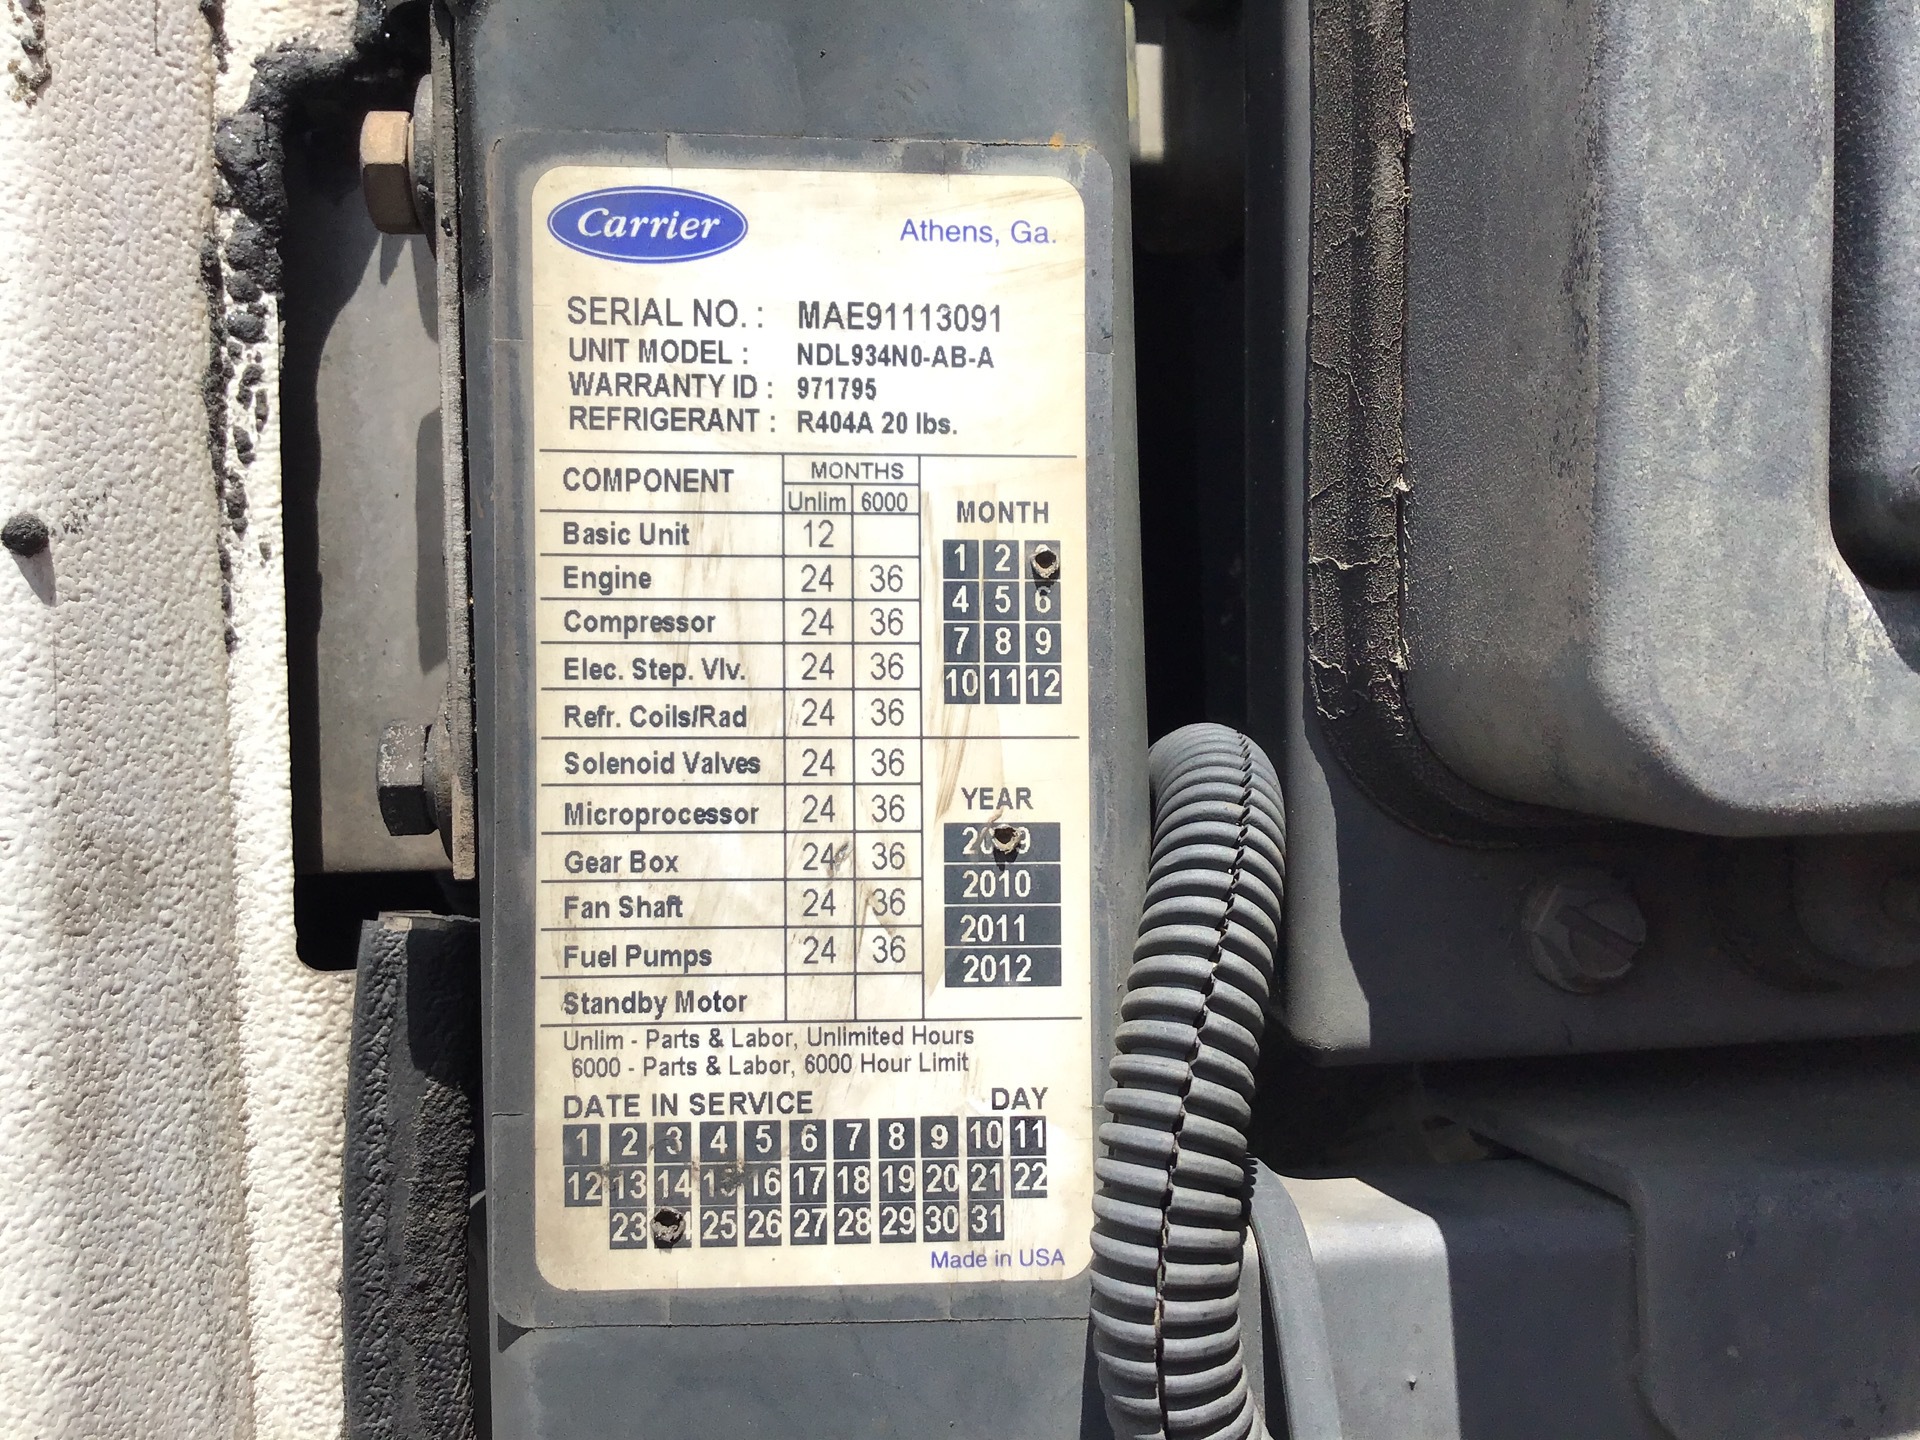 Carrier
Athens, Ga.
SERIAL NO. : MAE91113091
UNIT MODEL : NDL934N0-AB-A
WARRANTY ID : 971795
REFRIGERANT : R404A 20 lbs.
COMPONENT MONTHS
Unlim 6000
Basic Unit 12
Engine 24 36
Compressor 24 36
Elec. Step. Vlv. 24 36
Refr. Coils/Rad 24 36
Solenoid Valves 24 36
Microprocessor 24 36
Gear Box 24 36
Fan Shaft 24 36
Fuel Pumps 24 36
Standby Motor
MONTH
1 2
4 5 6
7 8 9
10 11 12
YEAR
2009
2010
2011
2012
Unlim - Parts & Labor, Unlimited Hours
6000 - Parts & Labor, 6000 Hour Limit
DATE IN SERVICE DAY
1 2 3 4 5 6 7 8 9 10 11
12 13 14 15 16 17 18 19 20 21 22
23 25 26 27 28 29 30 31
Made in USA